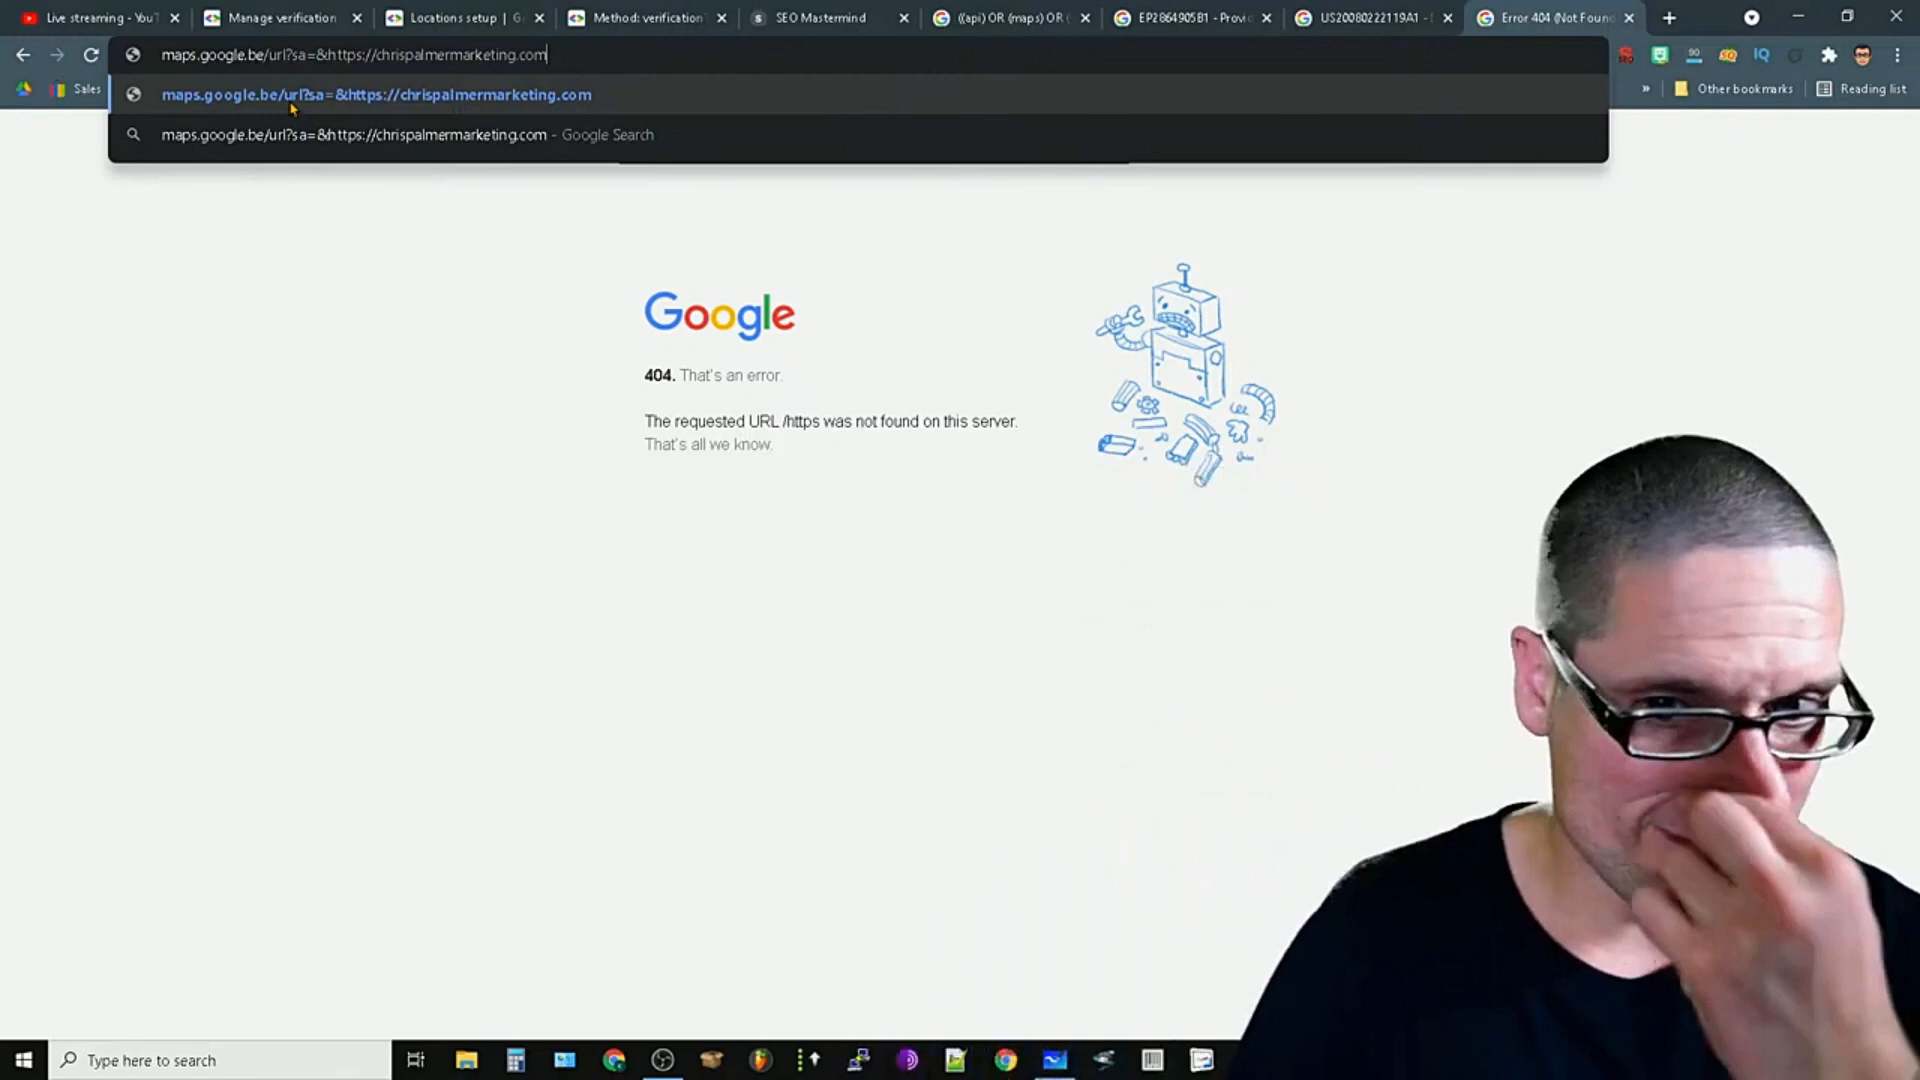 Live streaming - YouT
Manage verification
Locations setup | G
Method: verification
SEO Mastermind
((api) OR (maps) OR (
EP2864905B1 - Provi
US20080222119A1 -
Error 404 (Not Foun
maps.google.be/url?sa=&https://chrispalmermarketing.com
Sales
Other bookmarks
Reading list
maps.google.be/url?sa=&https://chrispalmermarketing.com
maps.google.be/url?sa=&https://chrispalmermarketing.com - Google Search
Google
404. That's an error.
The requested URL /https was not found on this server.
That's all we know.
Type here to search